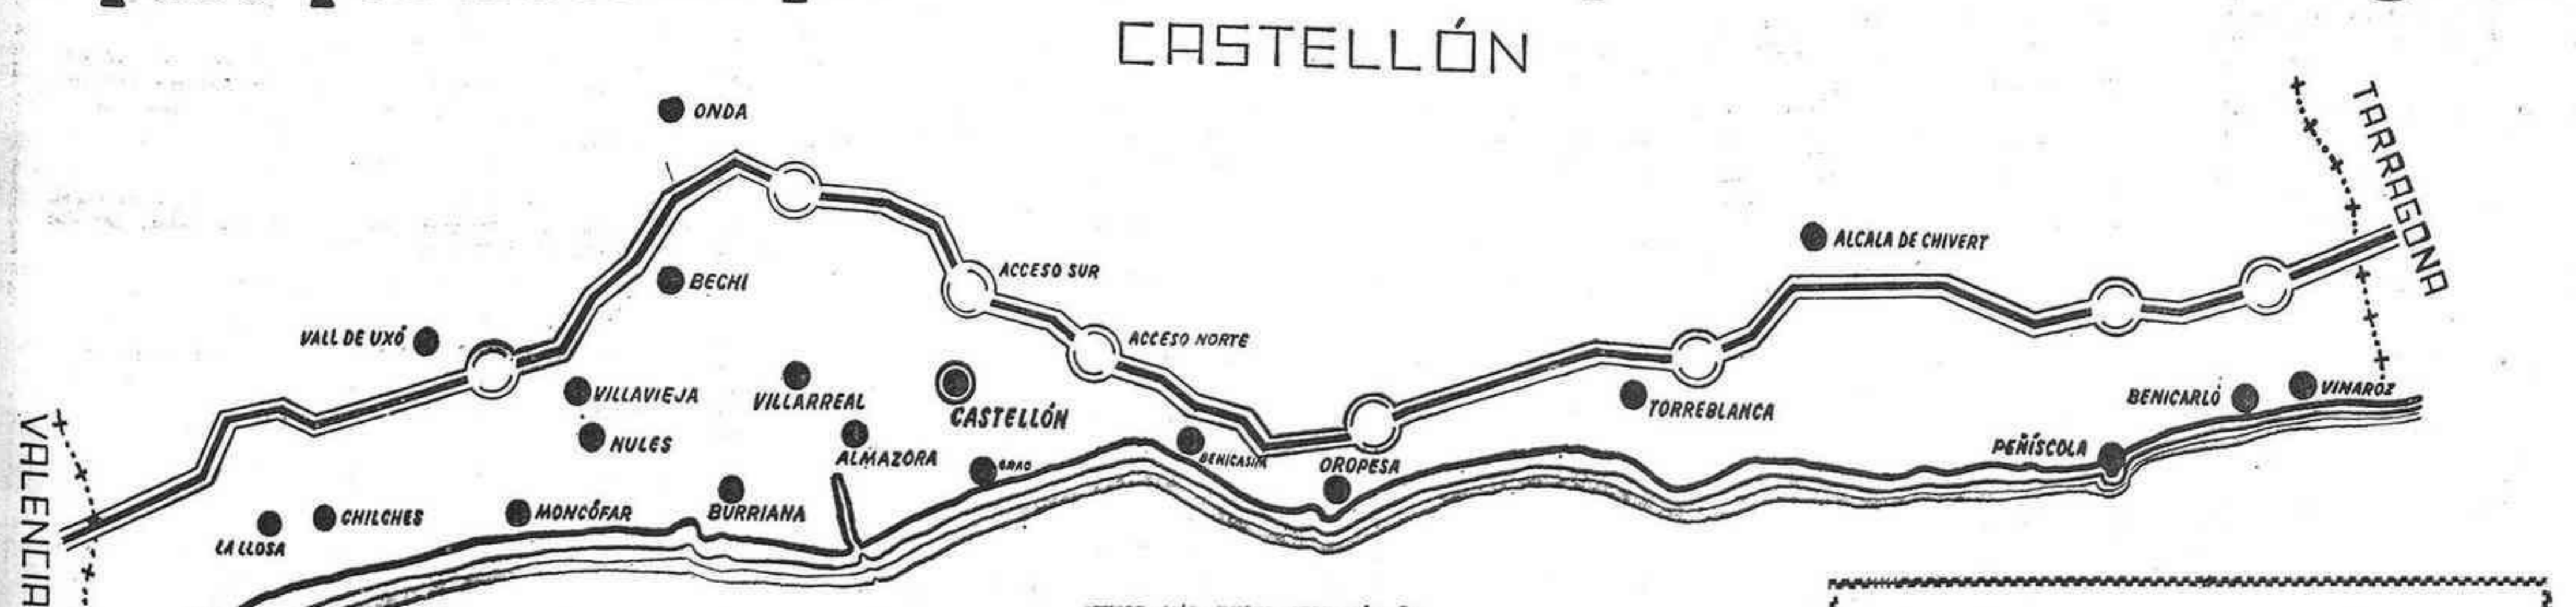 CASTELLÓN
ONDA
TARRAGONA
ALCALA DE CHIVERT
ACCESO SUR
BECHI
VALL DE UXÓ
ACCESO NORTE
VILLAVIEJA
VILLARREAL
CASTELLÓN
TORREBLANCA
BENICARLÓ
VINAROZ
VALENCIA
NULES
ALMAZORA
GRAO
BENICASIM
OROPESA
PEÑÍSCOLA
LA LLOSA
CHILCHES
MONCÓFAR
BURRIANA